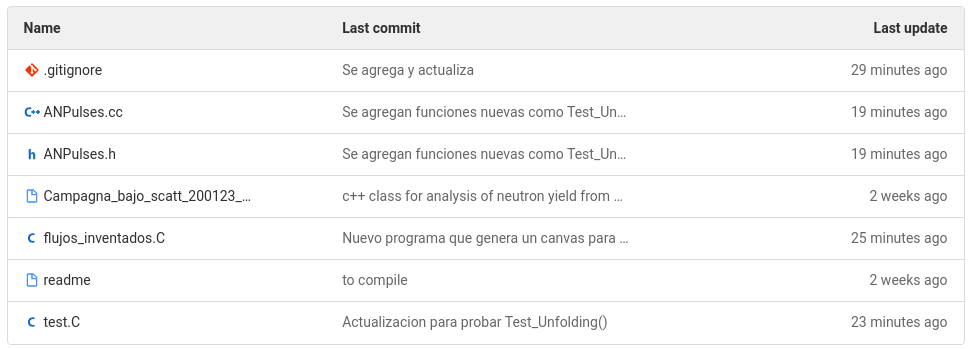 Name Last commit Last update
.gitignore Se agrega y actualiza 29 minutes ago
C++ ANPulses.cc Se agregan funciones nuevas como Test_Un... 19 minutes ago
h ANPulses.h Se agregan funciones nuevas como Test_Un... 19 minutes ago
Campagna_bajo_scatt_200123_... c++ class for analysis of neutron yield from ... 2 weeks ago
C flujos_inventados.C Nuevo programa que genera un canvas para ... 25 minutes ago
readme to compile 2 weeks ago
C test.C Actualizacion para probar Test_Unfolding() 23 minutes ago